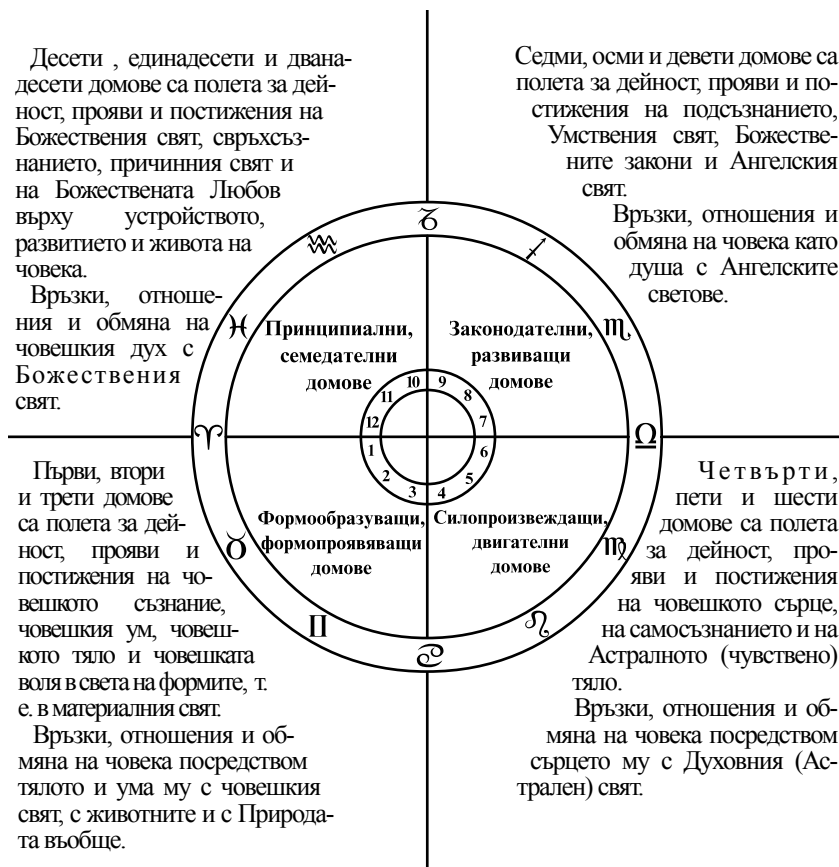 Десети , единадесети и двана-
десети домове са полета за дей-
ност, прояви и постижения на
Божествения свят, свръхсъз-
нанието, причинния свят и
на Божествената Любов
върху устройството,
развитието и живота на
човека.
Връзки, отноше-
ния и обмяна на
човешкия дух с
Божествения
свят.
Седми, осми и девети домове са
полета за дейност, прояви и по-
стижения на подсъзнанието,
Умствения свят, Божестве-
ните закони и Ангелския
свят.
Връзки, отношения и
обмяна на човека като
душа с Ангелските
светове.
♑
♒
♐
♓
♏
♈
♎
♉
♍
♊
♌
♋
Принципиални,
семедателни
домове
Законодателни,
развиващи
домове
10
9
11
8
12
7
1
6
2
5
3
4
Формообразуващи,
формопроявяващи
домове
Силопроизвеждащи,
двигателни
домове
Първи, втори
и трети домове
са полета за дей-
ност, прояви и
постижения на чо-
вешкото съзнание,
човешкия ум, човеш-
кото тяло и човешката
воля в света на формите, т.
е. в материалния свят.
Връзки, отношения и об-
мяна на човека посредством
тялото и ума му с човешкия
свят, с животните и с Природа-
та въобще.
Четвърти,
пети и шести
домове са полета
за дейност, про-
яви и постижения
на човешкото сърце,
на самосъзнанието и на
Астралното (чувствено)
тяло.
Връзки, отношения и об-
мяна на човека посредством
сърцето му с Духовния (Ас-
трален) свят.